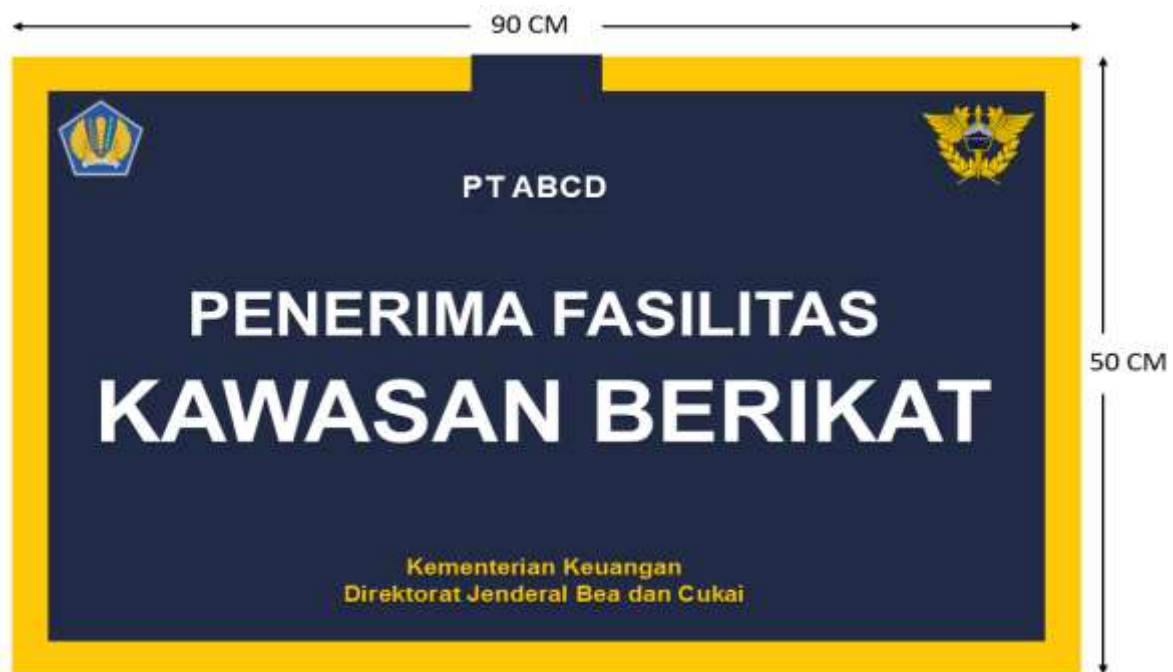 90 CM
PT ABCD
PENERIMA FASILITAS
KAWASAN BERIKAT
50 CM
Kementerian Keuangan
Direktorat Jenderal Bea dan Cukai